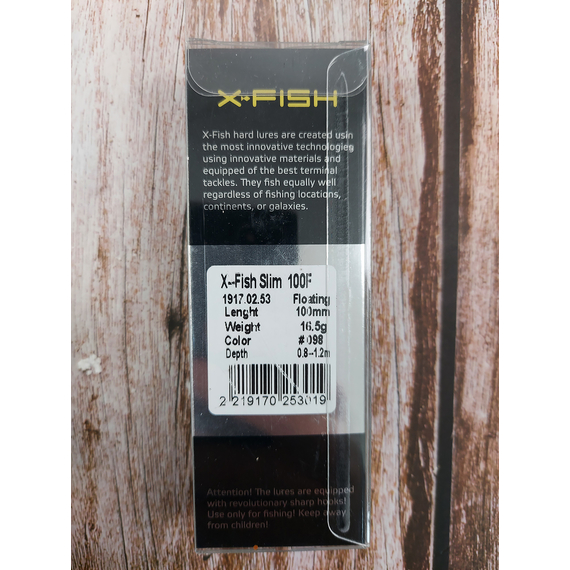 X-FISH
X-Fish hard lures are created usin
the most innovative technologies
using innovative materials and
equipped of the best terminal
tackles. They fish equally well
regardless of fishing locations,
continents, or galaxies.
X--Fish Slim 100F
1917.02.53 Floating
Lenght 100mm
Weight 16.5g
Color #098
Depth 0.8--1.2m
2 219170 253019
Attention! The lures are equipped
with revolutionary sharp hooks!
Use only for fishing! Keep away
from children!